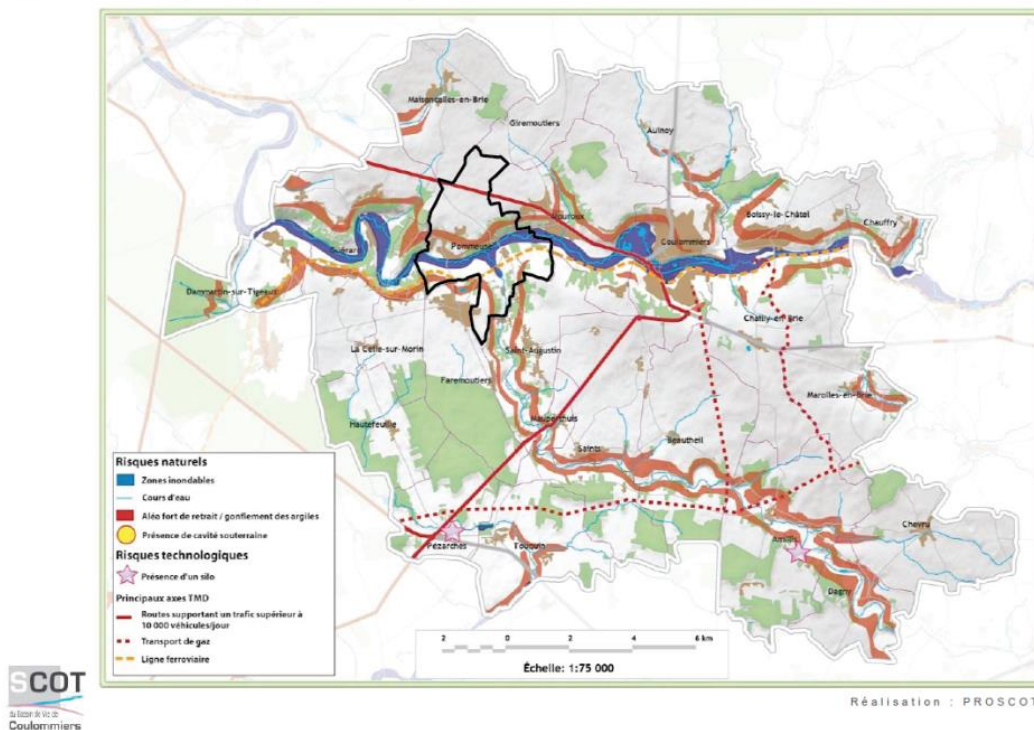 Maisoncelles-en-Brie
Giremoutiers
Aulnoy
Boissy-le-Châtel
Chauffry
Mouroux
Coulommiers
Pommeuse
Guérard
Dammartin-sur-Tigeaux
Chailly-en-Brie
La Celle-sur-Morin
Saint-Augustin
Faremoutiers
Marolles-en-Brie
Hautefeuille
Mauperthuis
Saints
Beautheil
Pézarches
Touquin
Amillis
Chevru
Dagny
Risques naturels
Zones inondables
Cours d'eau
Aléo fort de retrait / gonflement des argiles
Présence de cavité souterraine
Risques technologiques
Présence d'un silo
Principaux axes TMD
Routes supportant un trafic supérieur à
10 000 véhicules/jour
Transport de gaz
Ligne ferroviaire
2 0 2 4 6 km
Échelle: 1:75 000
SCOT
du Bassin de Vie de
Coulommiers
Réalisation : PROSCOT